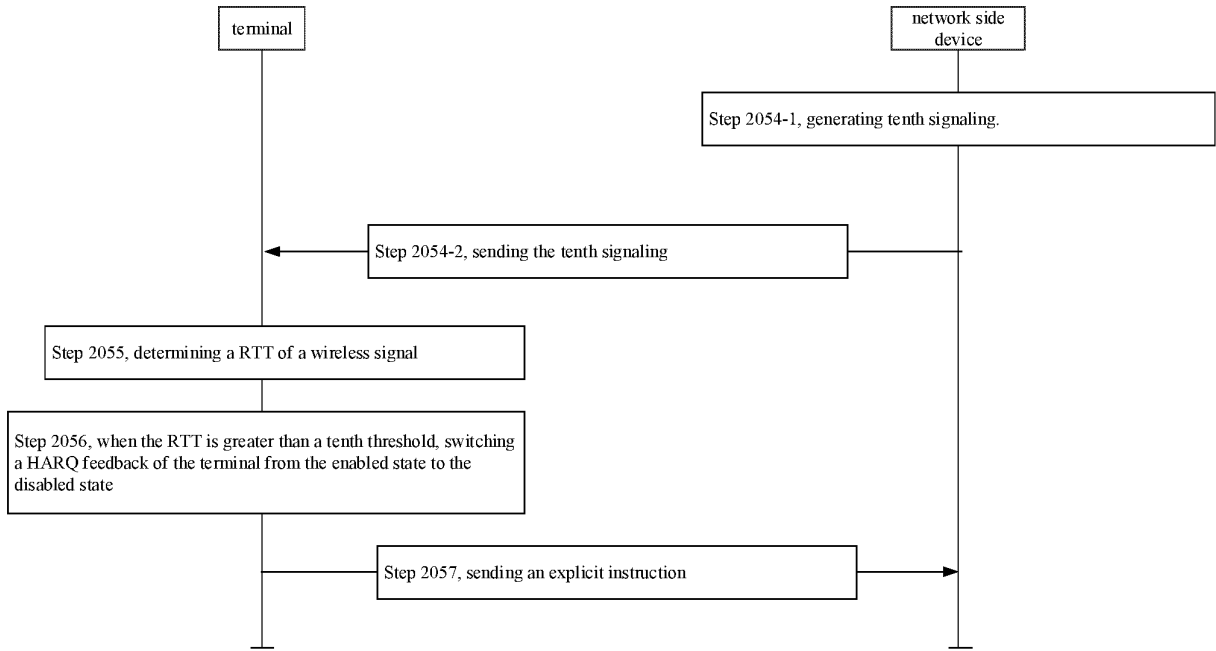 terminal
network side
device
Step 2054-1, generating tenth signaling.
Step 2054-2, sending the tenth signaling
Step 2055, determining a RTT of a wireless signal
Step 2056, when the RTT is greater than a tenth threshold, switching
a HARQ feedback of the terminal from the enabled state to the
disabled state
Step 2057, sending an explicit instruction